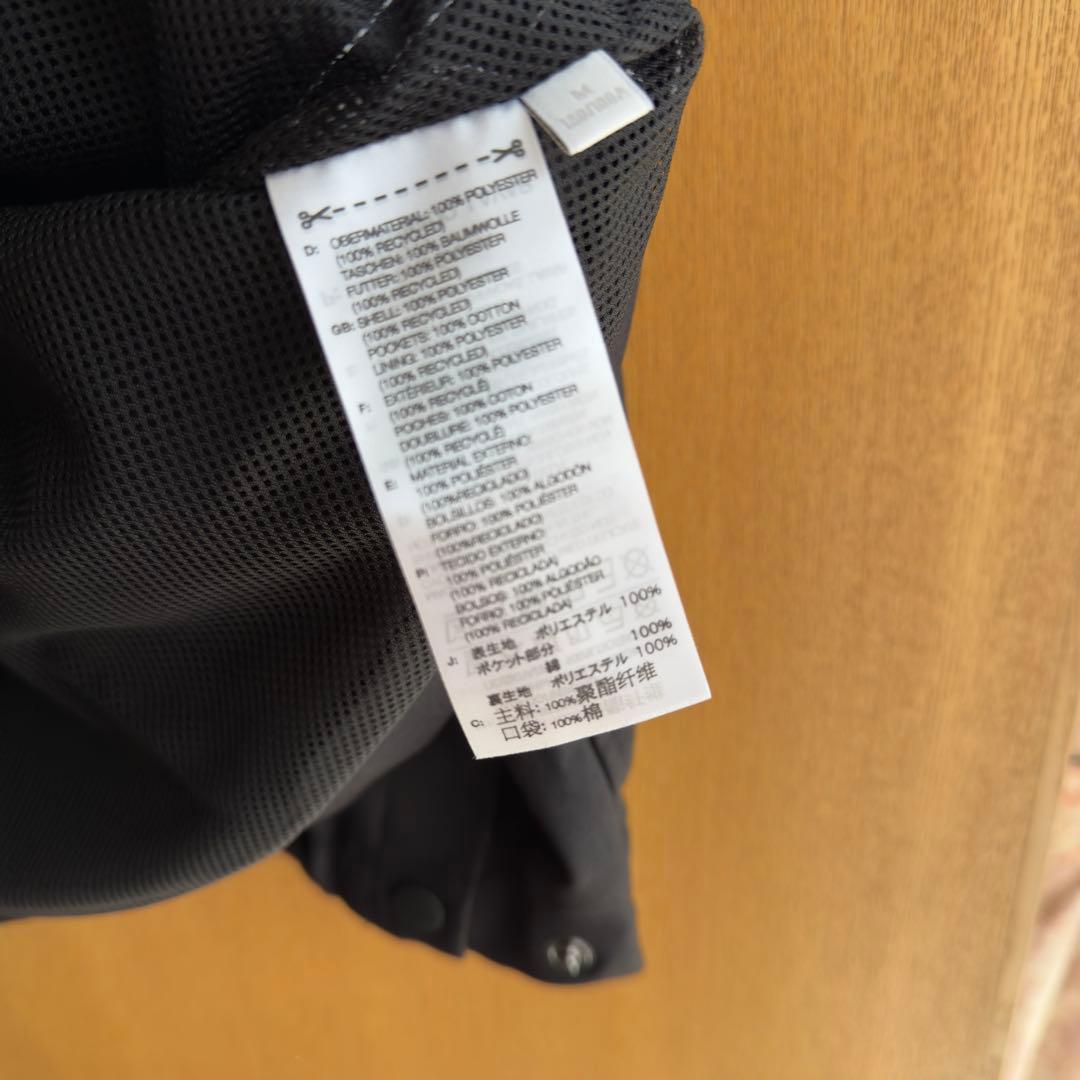 D: OBERMATERIAL: 100% POLYESTER
(100% RECYCLED)
TASCHEN: 100% BAUMWOLLE
FUTTER: 100% POLYESTER
(100% RECYCLED)
GB: SHELL: 100% POLYESTER
(100% RECYCLED)
POCKETS: 100% COTTON
LINING: 100% POLYESTER
(100% RECYCLED)
F: EXTÉRIEUR: 100% POLYESTER
(100% RECYCLÉ)
POCHES: 100% COTON
DOUBLURE: 100% POLYESTER
(100% RECYCLÉ)
E: MATERIAL EXTERNO:
100% POLIÉSTER
(100%RECICLADO)
BOLSILLOS: 100% ALGODÓN
FORRO: 100% POLIÉSTER
(100%RECICLADO)
P: TECIDO EXTERNO:
100% POLIÉSTER
(100% RECICLADA)
BOLSOS: 100% ALGODÃO
FORRO: 100% POLIÉSTER
(100% RECICLADA)
J: 表生地 ポリエステル 100%
ポケット部分
綿 100%
裏生地 ポリエステル 100%
C: 主料: 100%聚酯纤维
口袋: 100%棉